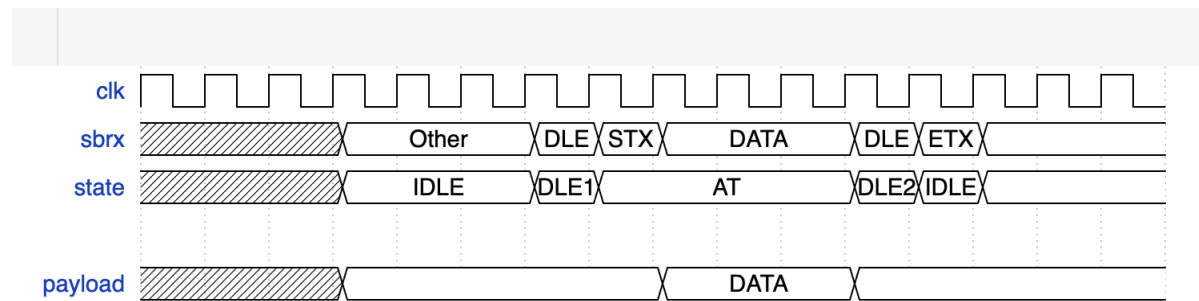 clk
sbrx Other DLE STX DATA DLE ETX
state IDLE DLE1 AT DLE2 IDLE
payload DATA